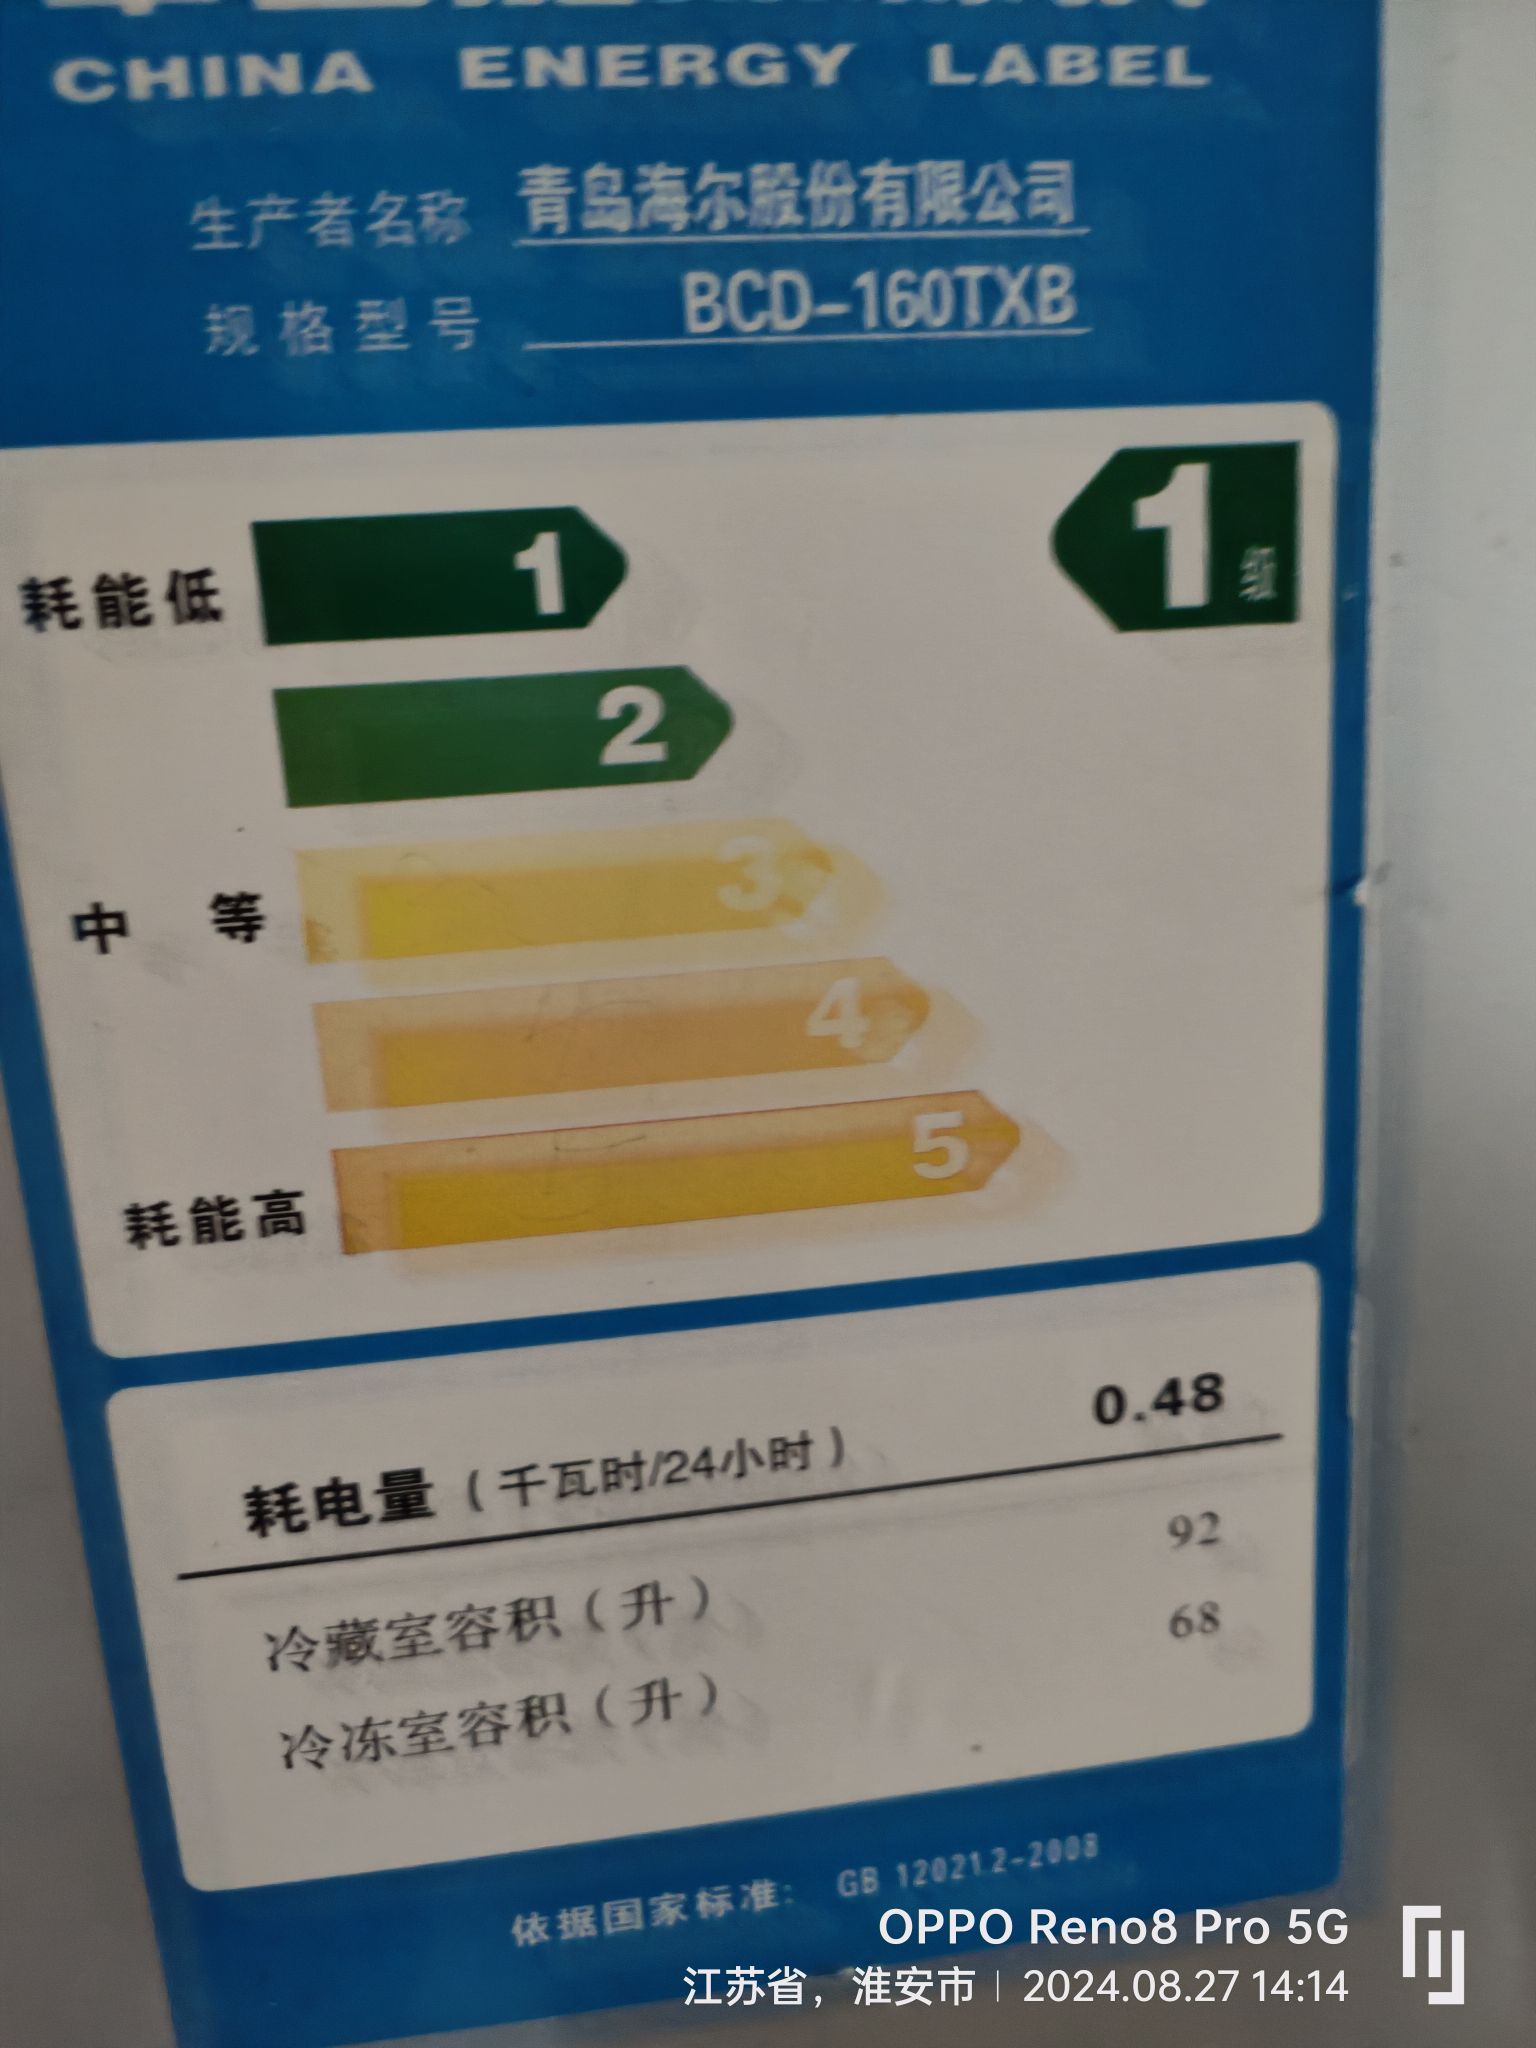 CHINA ENERGY LABEL
生产者名称 青岛海尔股份有限公司
规格型号 BCD-160TXB
1级
耗能低 1
2
中等 3
4
耗能高 5
耗电量（千瓦时/24小时） 0.48
冷藏室容积（升） 92
冷冻室容积（升） 68
依据国家标准: GB 12021.2-2008
OPPO Reno8 Pro 5G
江苏省，淮安市 | 2024.08.27 14:14